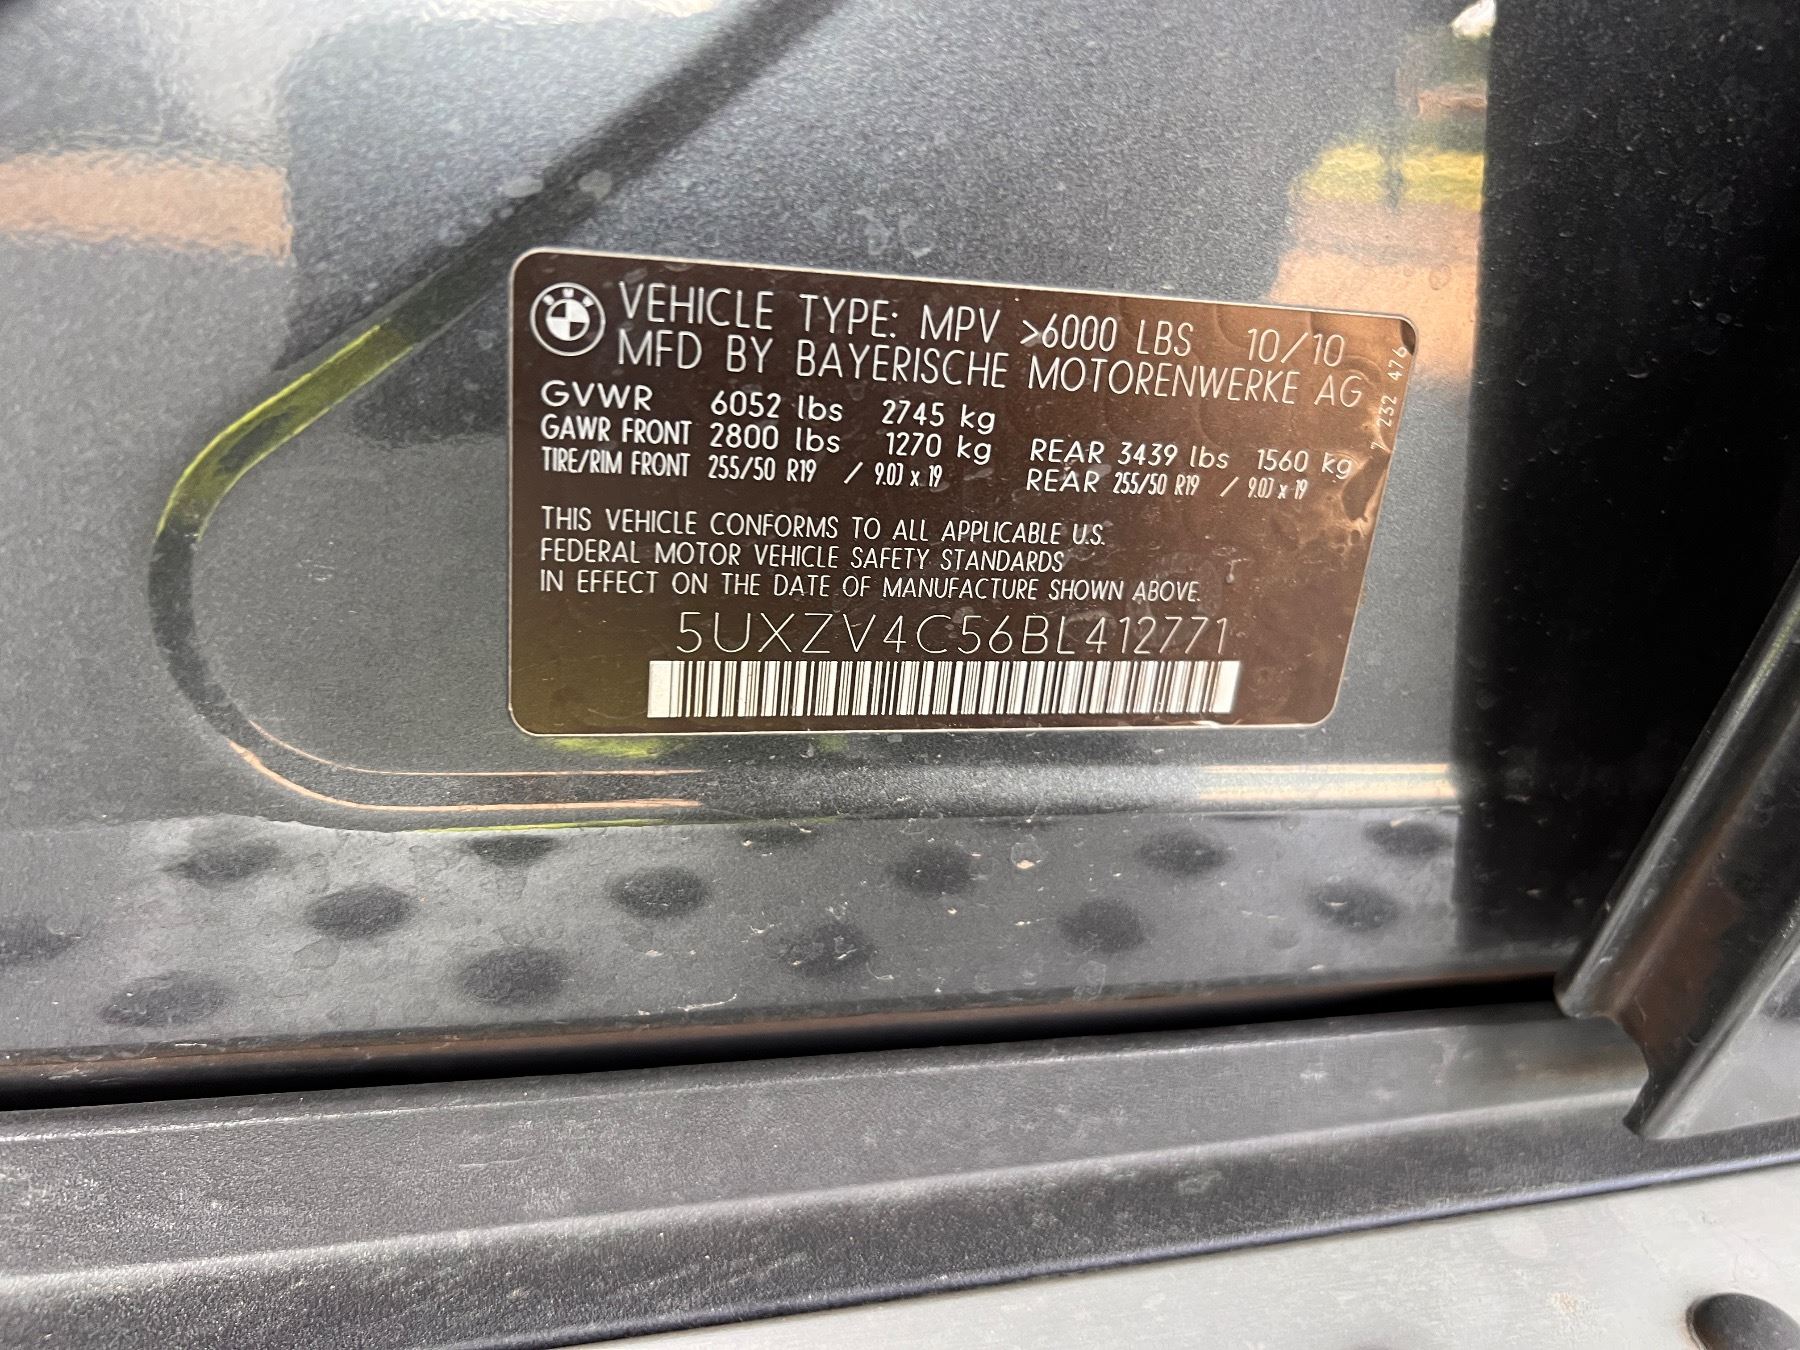 VEHICLE TYPE: MPV >6000 LBS 10/10
MFD BY BAYERISCHE MOTORENWERKE AG
GVWR 6052 lbs 2745 kg
GAWR FRONT 2800 lbs 1270 kg REAR 3439 lbs 1560 kg
TIRE/RIM FRONT 255/50 R19 / 9.0J x 19 REAR 255/50 R19 / 9.0J x 19
7 232 476
THIS VEHICLE CONFORMS TO ALL APPLICABLE U.S.
FEDERAL MOTOR VEHICLE SAFETY STANDARDS
IN EFFECT ON THE DATE OF MANUFACTURE SHOWN ABOVE.
5UXZV4C56BL412771